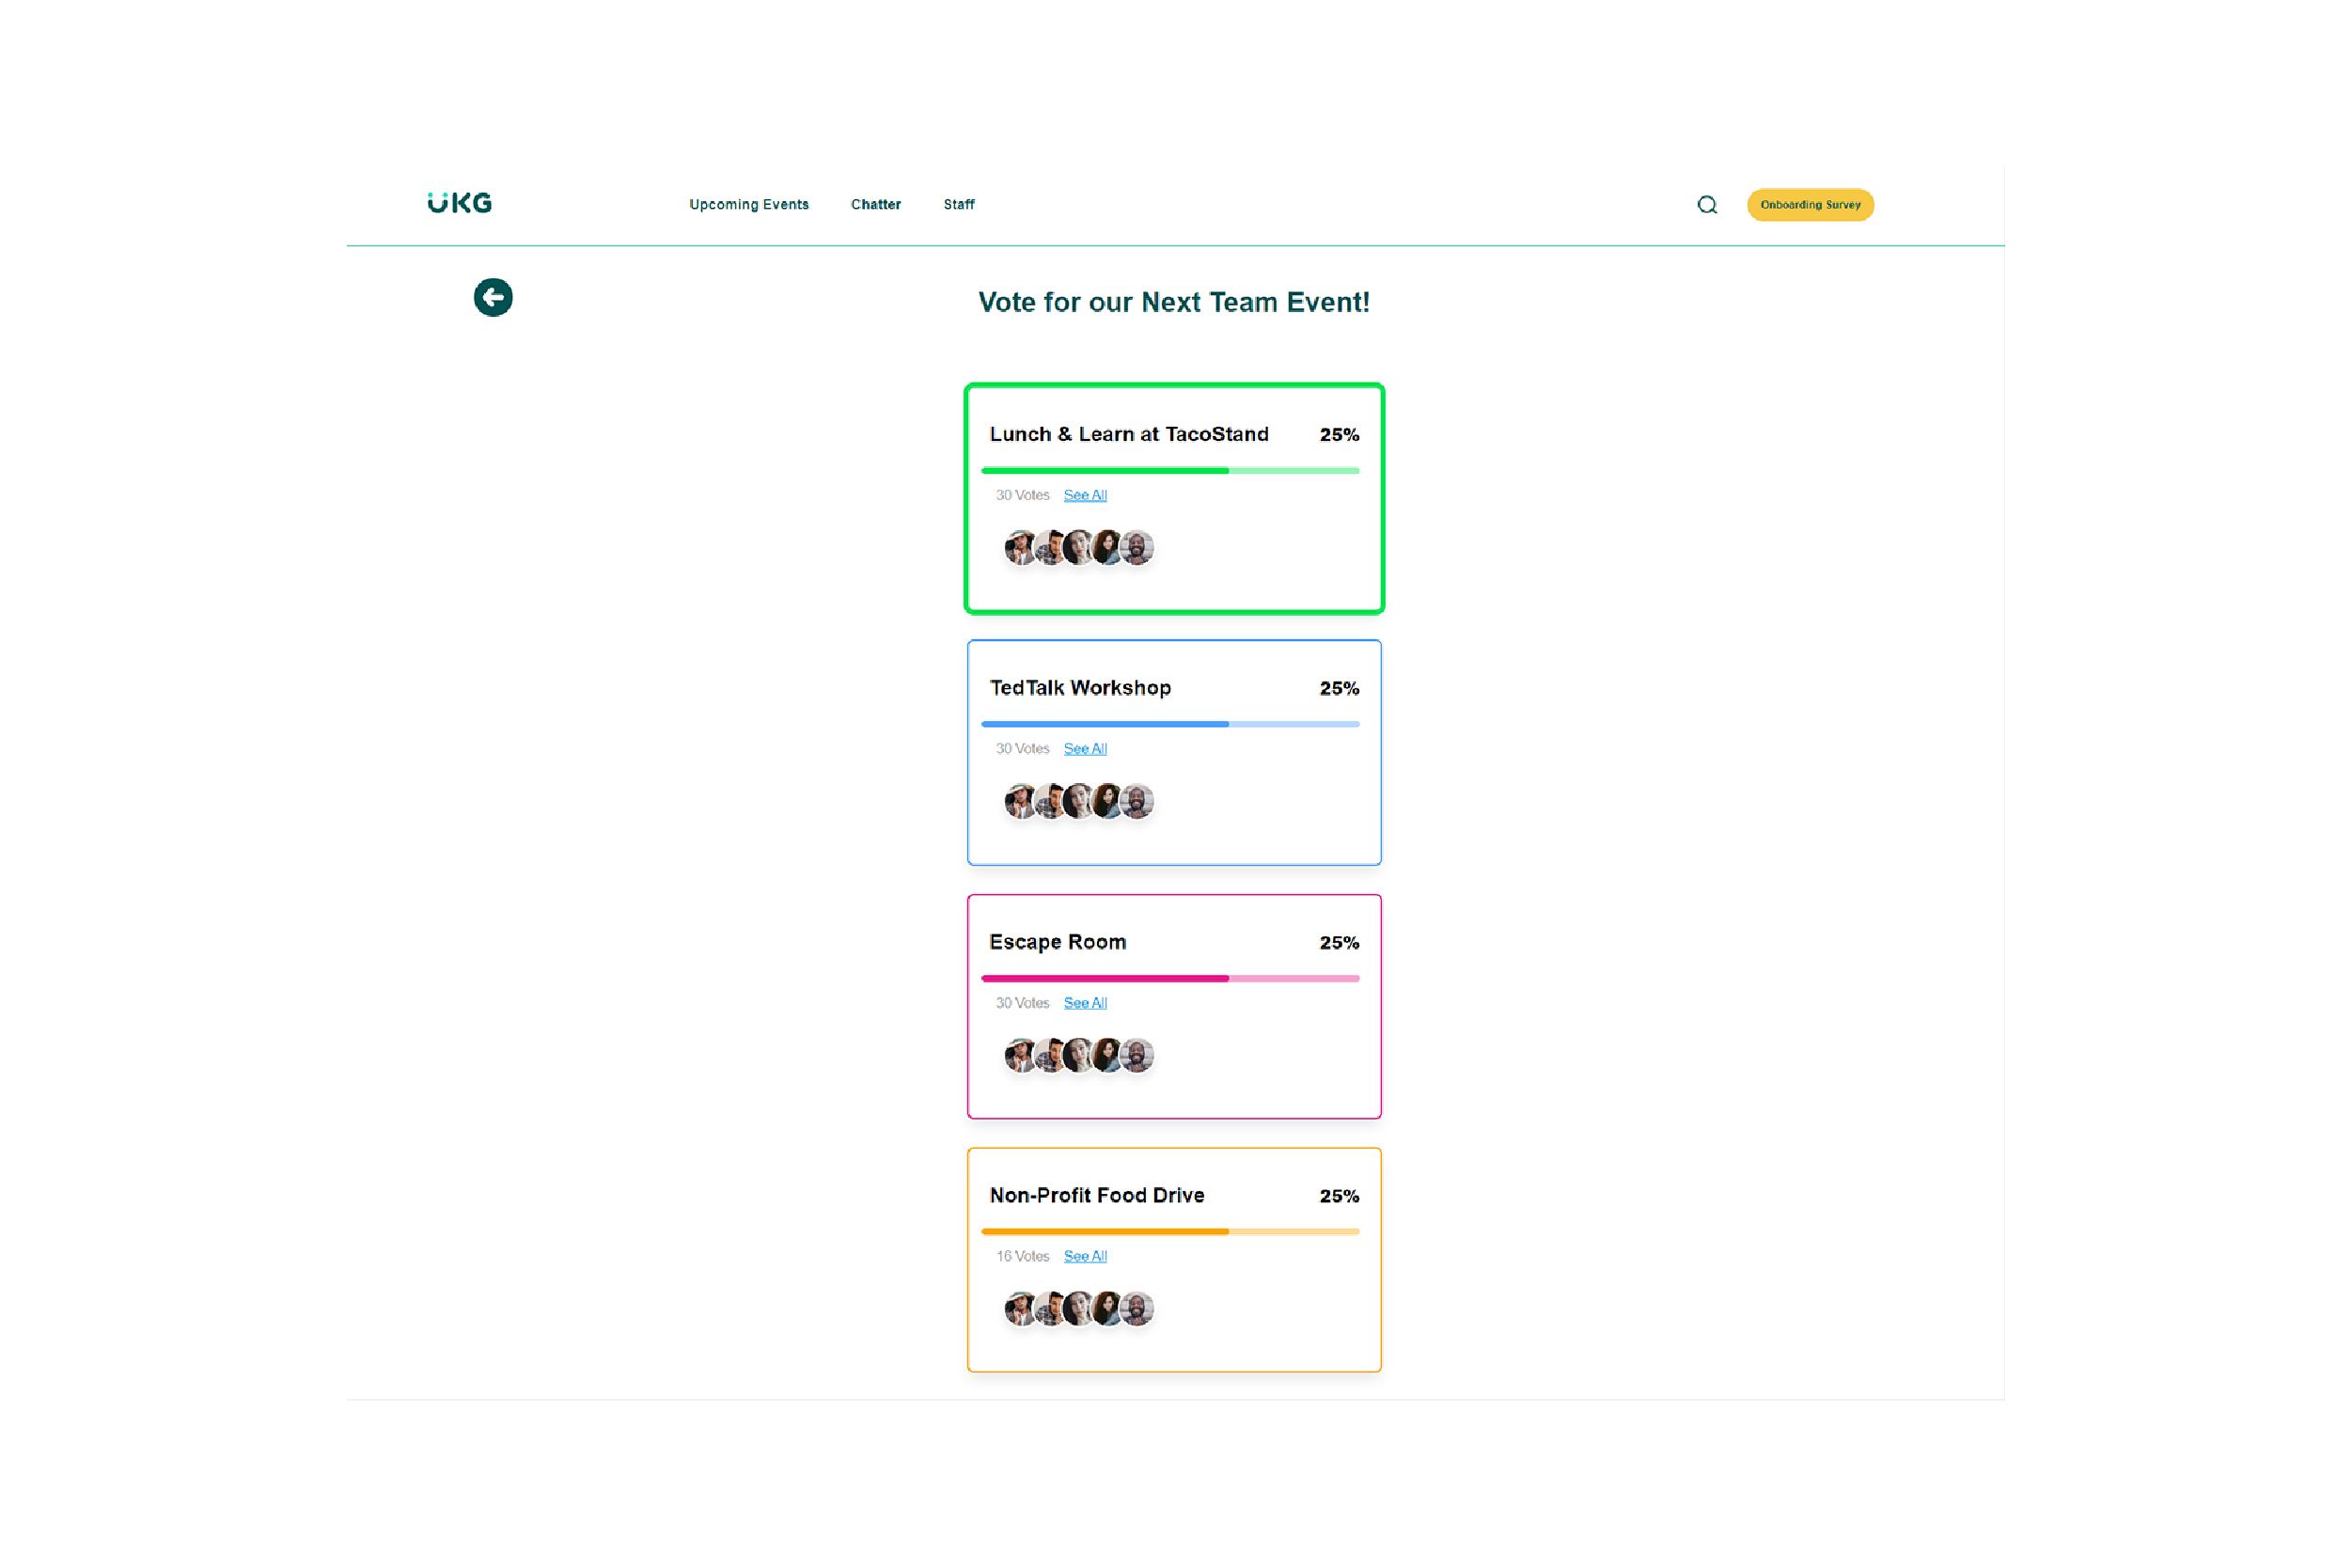 UKG
Upcoming Events Chatter Staff Onboarding Survey
Vote for our Next Team Event!
Lunch & Learn at TacoStand 25%
30 Votes See All
TedTalk Workshop 25%
30 Votes See All
Escape Room 25%
30 Votes See All
Non-Profit Food Drive 25%
16 Votes See All